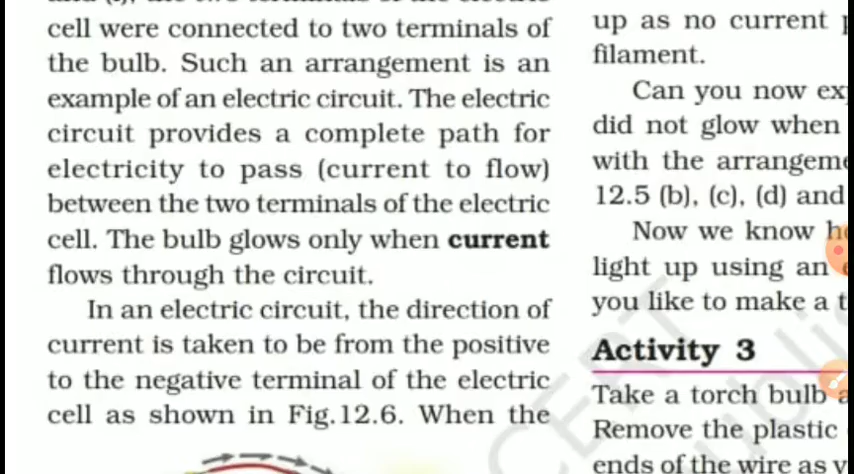 cell were connected to two terminals of
the bulb. Such an arrangement is an
example of an electric circuit. The electric
circuit provides a complete path for
electricity to pass (current to flow)
between the two terminals of the electric
cell. The bulb glows only when current
flows through the circuit.
In an electric circuit, the direction of
current is taken to be from the positive
to the negative terminal of the electric
cell as shown in Fig.12.6. When the
up as no current
filament.
Can you now
did not glow when
with the
12.5 (b), (c), (d) and
Now we know
light up using an
you like to make a
Activity 3
Take a torch bulb
Remove the plastic
ends of the wire as